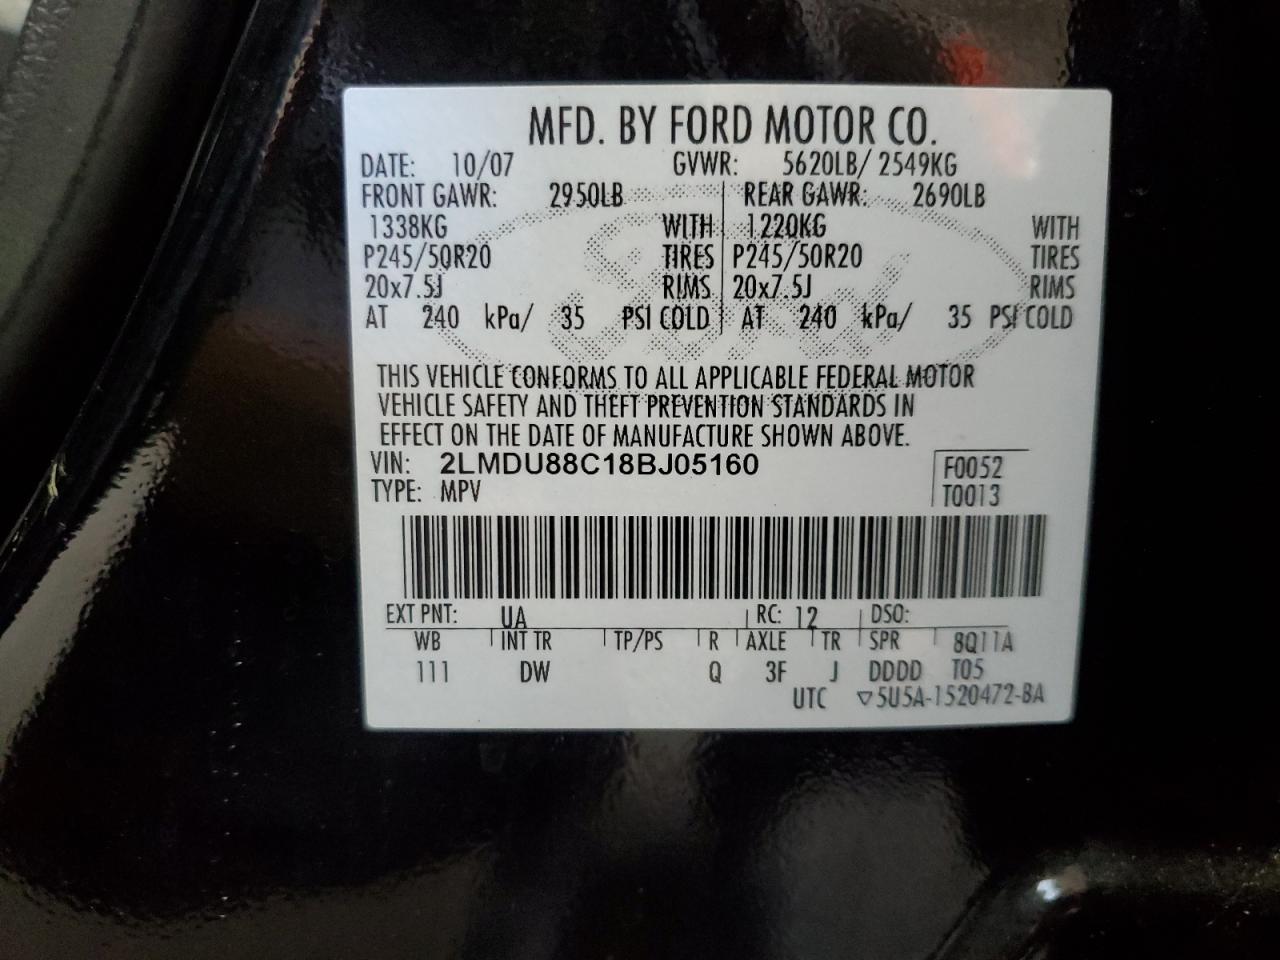 MFD. BY FORD MOTOR CO.
DATE: 10/07 GVWR: 5620LB/ 2549KG
FRONT GAWR: 2950LB REAR GAWR: 2690LB
1338KG WITH 1220KG WITH
P245/50R20 TIRES P245/50R20 TIRES
20x7.5J RIMS 20x7.5J RIMS
AT 240 kPa/ 35 PSI COLD AT 240 kPa/ 35 PSI COLD
THIS VEHICLE CONFORMS TO ALL APPLICABLE FEDERAL MOTOR
VEHICLE SAFETY AND THEFT PREVENTION STANDARDS IN
EFFECT ON THE DATE OF MANUFACTURE SHOWN ABOVE.
VIN: 2LMDU88C18BJ05160 F0052
TYPE: MPV T0013
EXT PNT: UA RC: 12 DSO:
WB INT TR TP/PS R AXLE TR SPR 8Q11A
111 DW Q 3F J DDDD T05
UTC ▽5U5A-1520472-BA